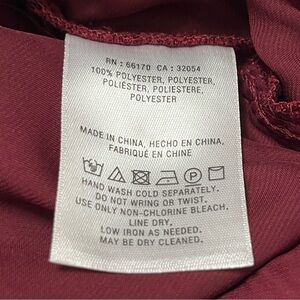 RN : 66170 CA : 32054
100% POLYESTER, POLYESTER,
POLIÉSTER, POLIESTERE,
POLYESTER
MADE IN CHINA, HECHO EN CHINA,
FABRIQUÉ EN CHINE
HAND WASH COLD SEPARATELY.
DO NOT WRING OR TWIST.
USE ONLY NON-CHLORINE BLEACH.
LINE DRY.
LOW IRON AS NEEDED.
MAY BE DRY CLEANED.